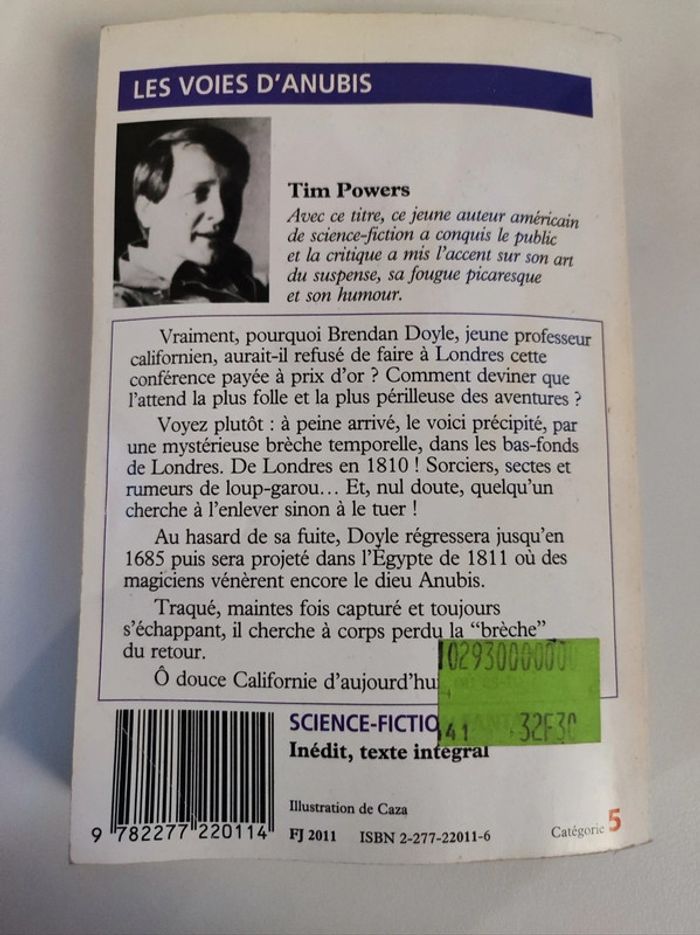 LES VOIES D'ANUBIS
Tim Powers
Avec ce titre, ce jeune auteur américain
de science-fiction a conquis le public
et la critique a mis l'accent sur son art
du suspense, sa fougue picaresque
et son humour.
Vraiment, pourquoi Brendan Doyle, jeune professeur
californien, aurait-il refusé de faire à Londres cette
conférence payée à prix d'or ? Comment deviner que
l'attend la plus folle et la plus périlleuse des aventures ?
Voyez plutôt : à peine arrivé, le voici précipité, par
une mystérieuse brèche temporelle, dans les bas-fonds
de Londres. De Londres en 1810 ! Sorciers, sectes et
rumeurs de loup-garou... Et, nul doute, quelqu'un
cherche à l'enlever sinon à le tuer !
Au hasard de sa fuite, Doyle régressera jusqu'en
1685 puis sera projeté dans l'Égypte de 1811 où des
magiciens vénèrent encore le dieu Anubis.
Traqué, maintes fois capturé et toujours
s'échappant, il cherche à corps perdu la "brèche"
du retour.
Ô douce Californie d'aujourd'hui
SCIENCE-FICTIO
Inédit, texte intégral
41 32F30
Illustration de Caza
FJ 2011 ISBN 2-277-22011-6
Catégorie 5
9 782277 220114